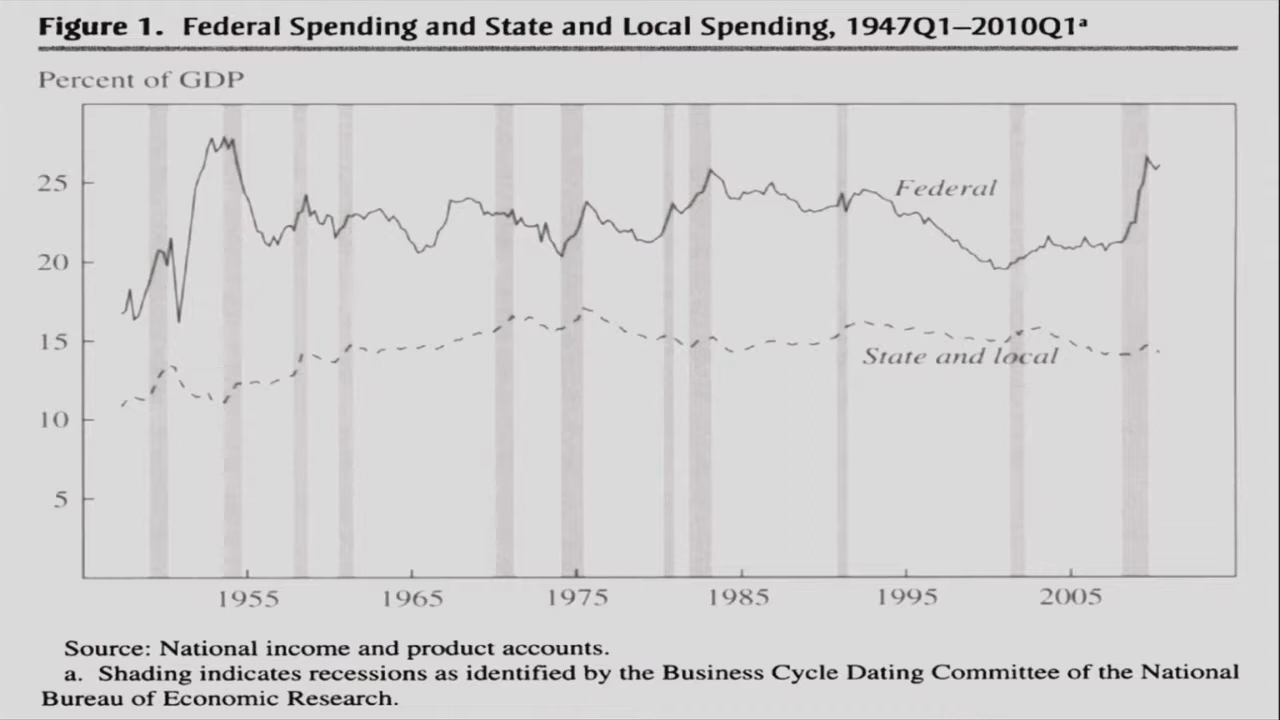 Figure 1. Federal Spending and State and Local Spending, 1947Q1–2010Q1ᵃ
Percent of GDP
25
Federal
20
15
State and local
10
5
1955 1965 1975 1985 1995 2005
Source: National income and product accounts.
a. Shading indicates recessions as identified by the Business Cycle Dating Committee of the National
Bureau of Economic Research.